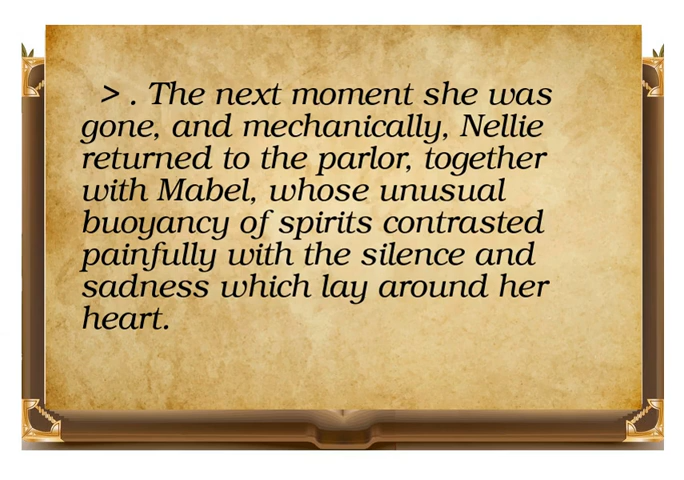 > . The next moment she was
gone, and mechanically, Nellie
returned to the parlor, together
with Mabel, whose unusual
buoyancy of spirits contrasted
painfully with the silence and
sadness which lay around her
heart.